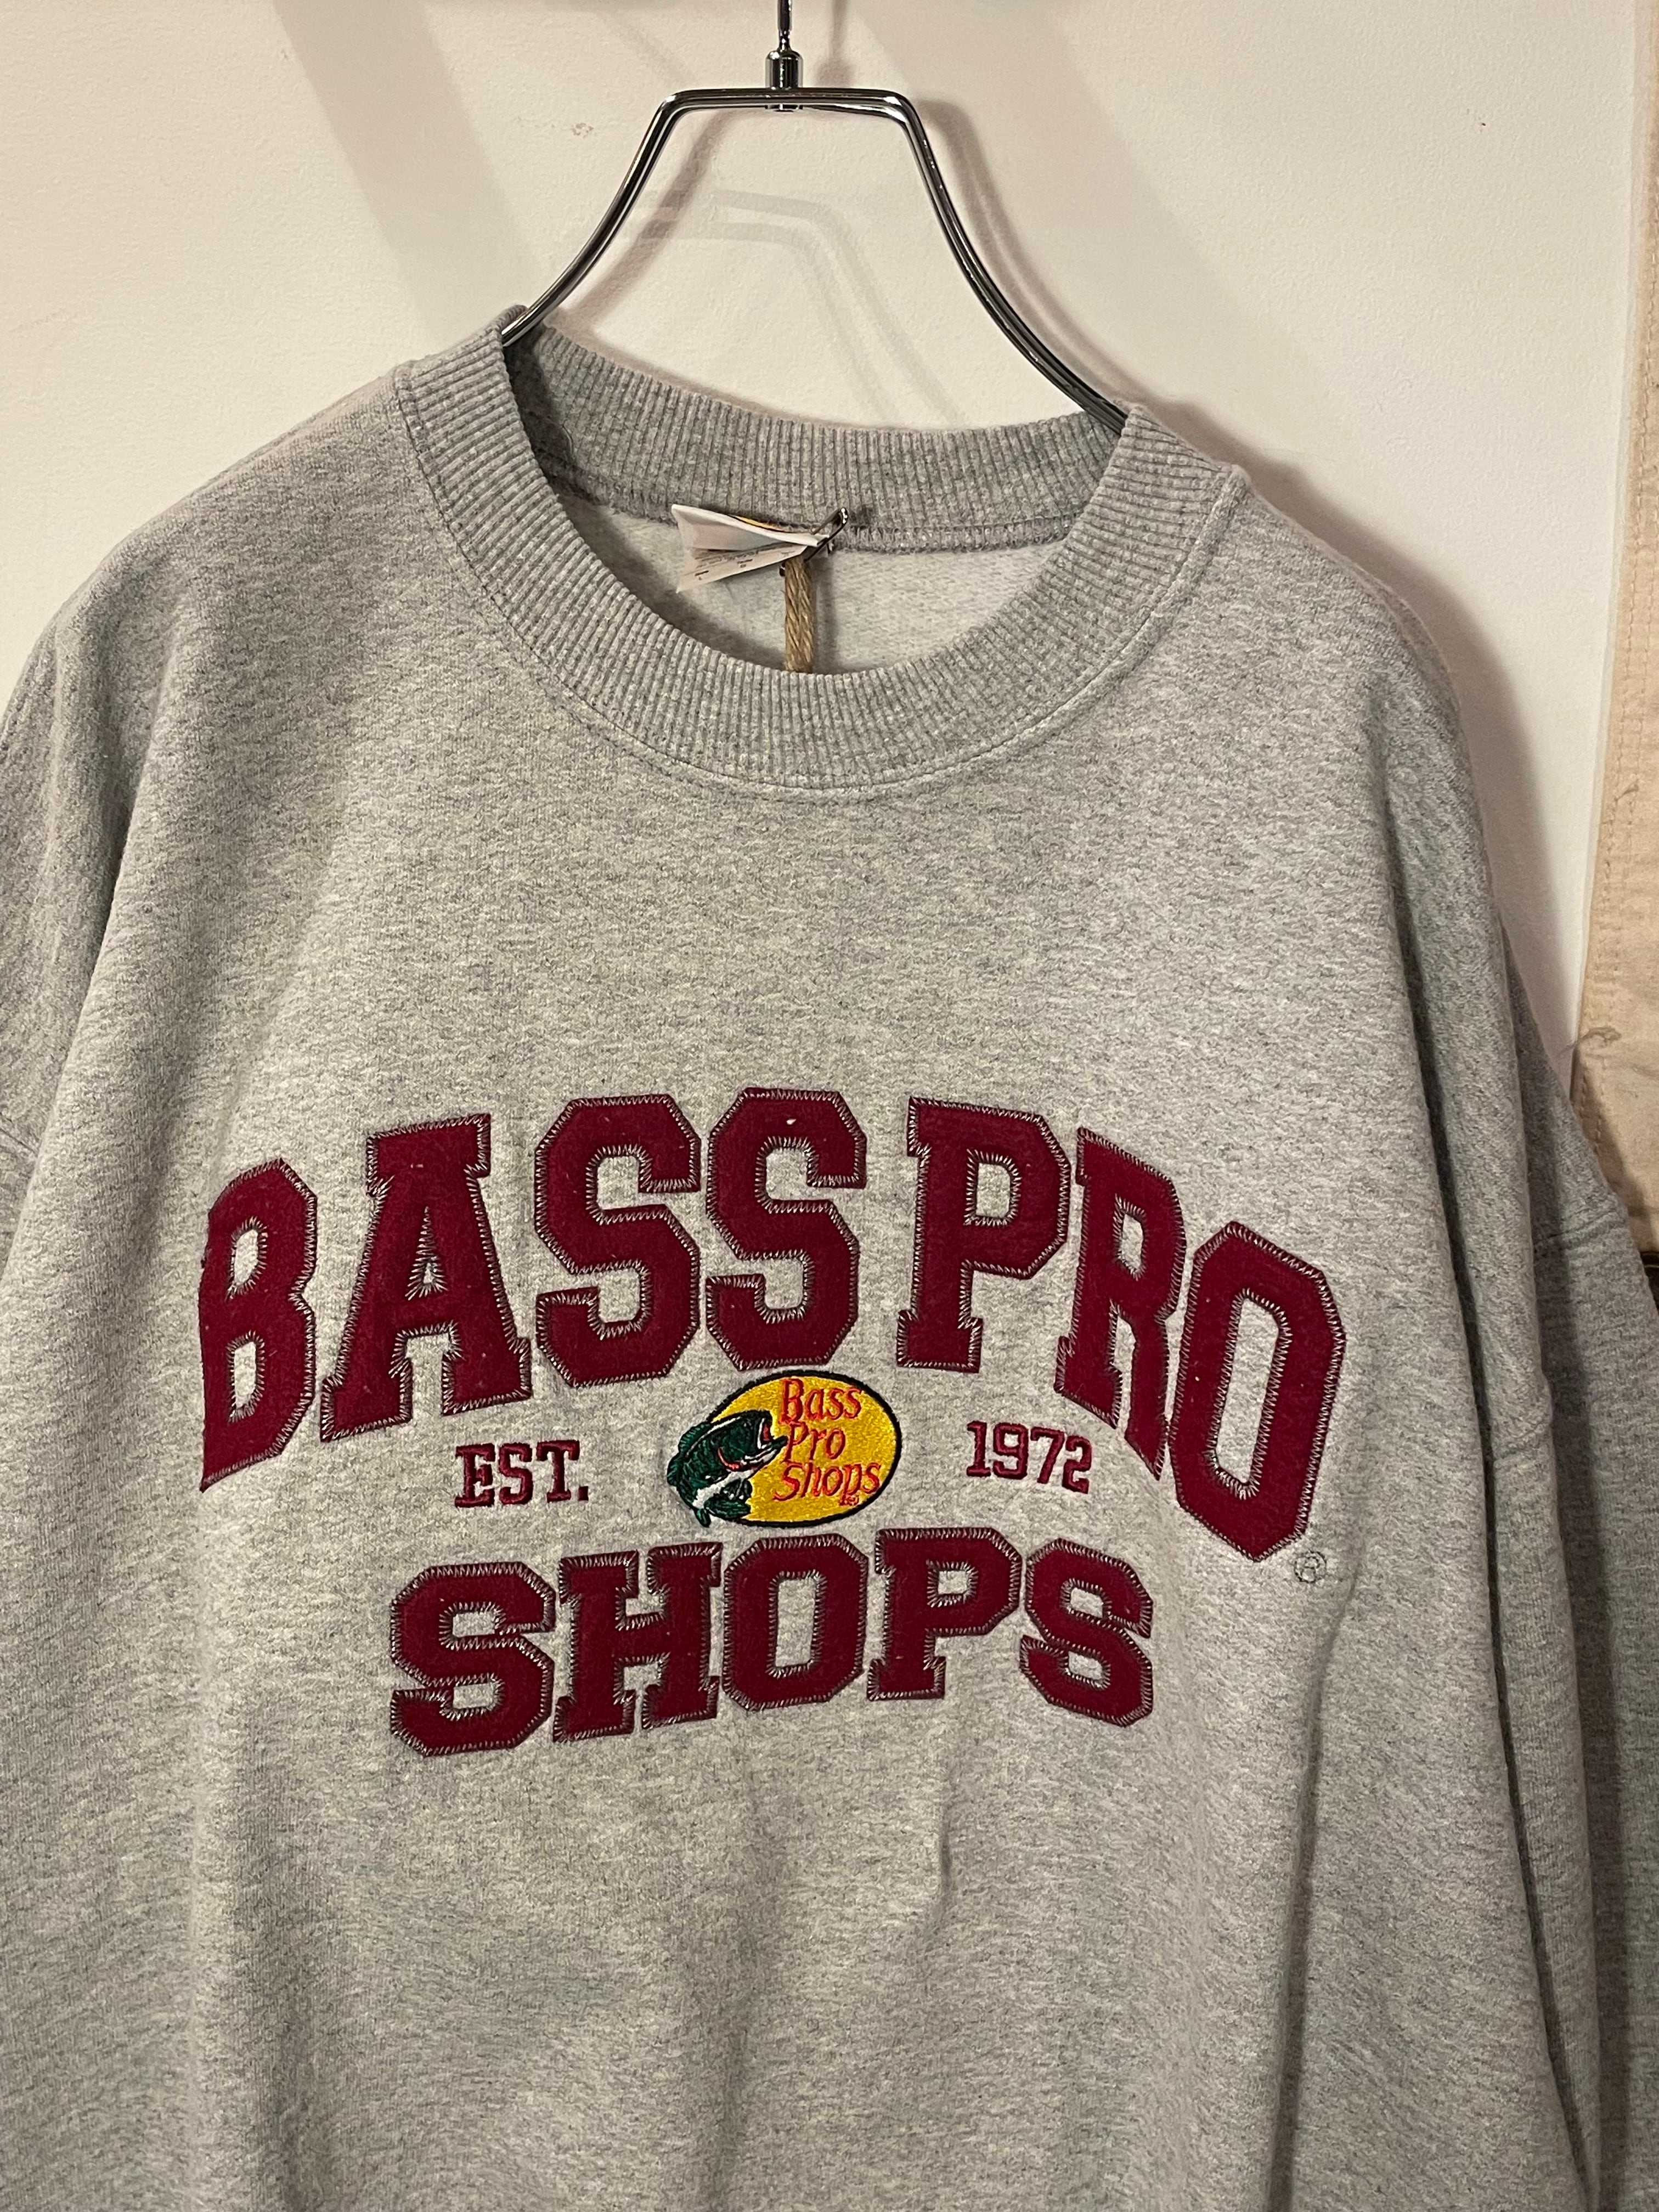 BASS PRO
EST.
Bass
Pro
Shops
1972
®
SHOPS